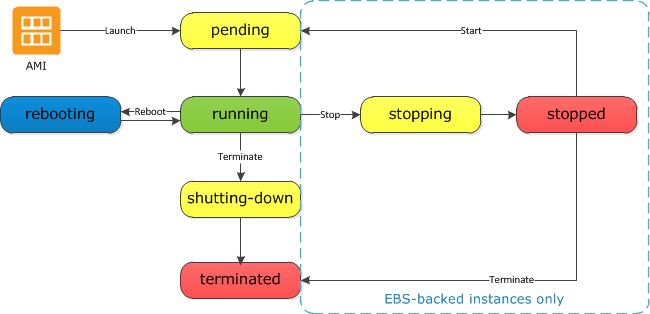 Launch
pending
Start
AMI
rebooting
Reboot
running
Stop
stopping
stopped
Terminate
shutting-down
terminated
Terminate
EBS-backed instances only